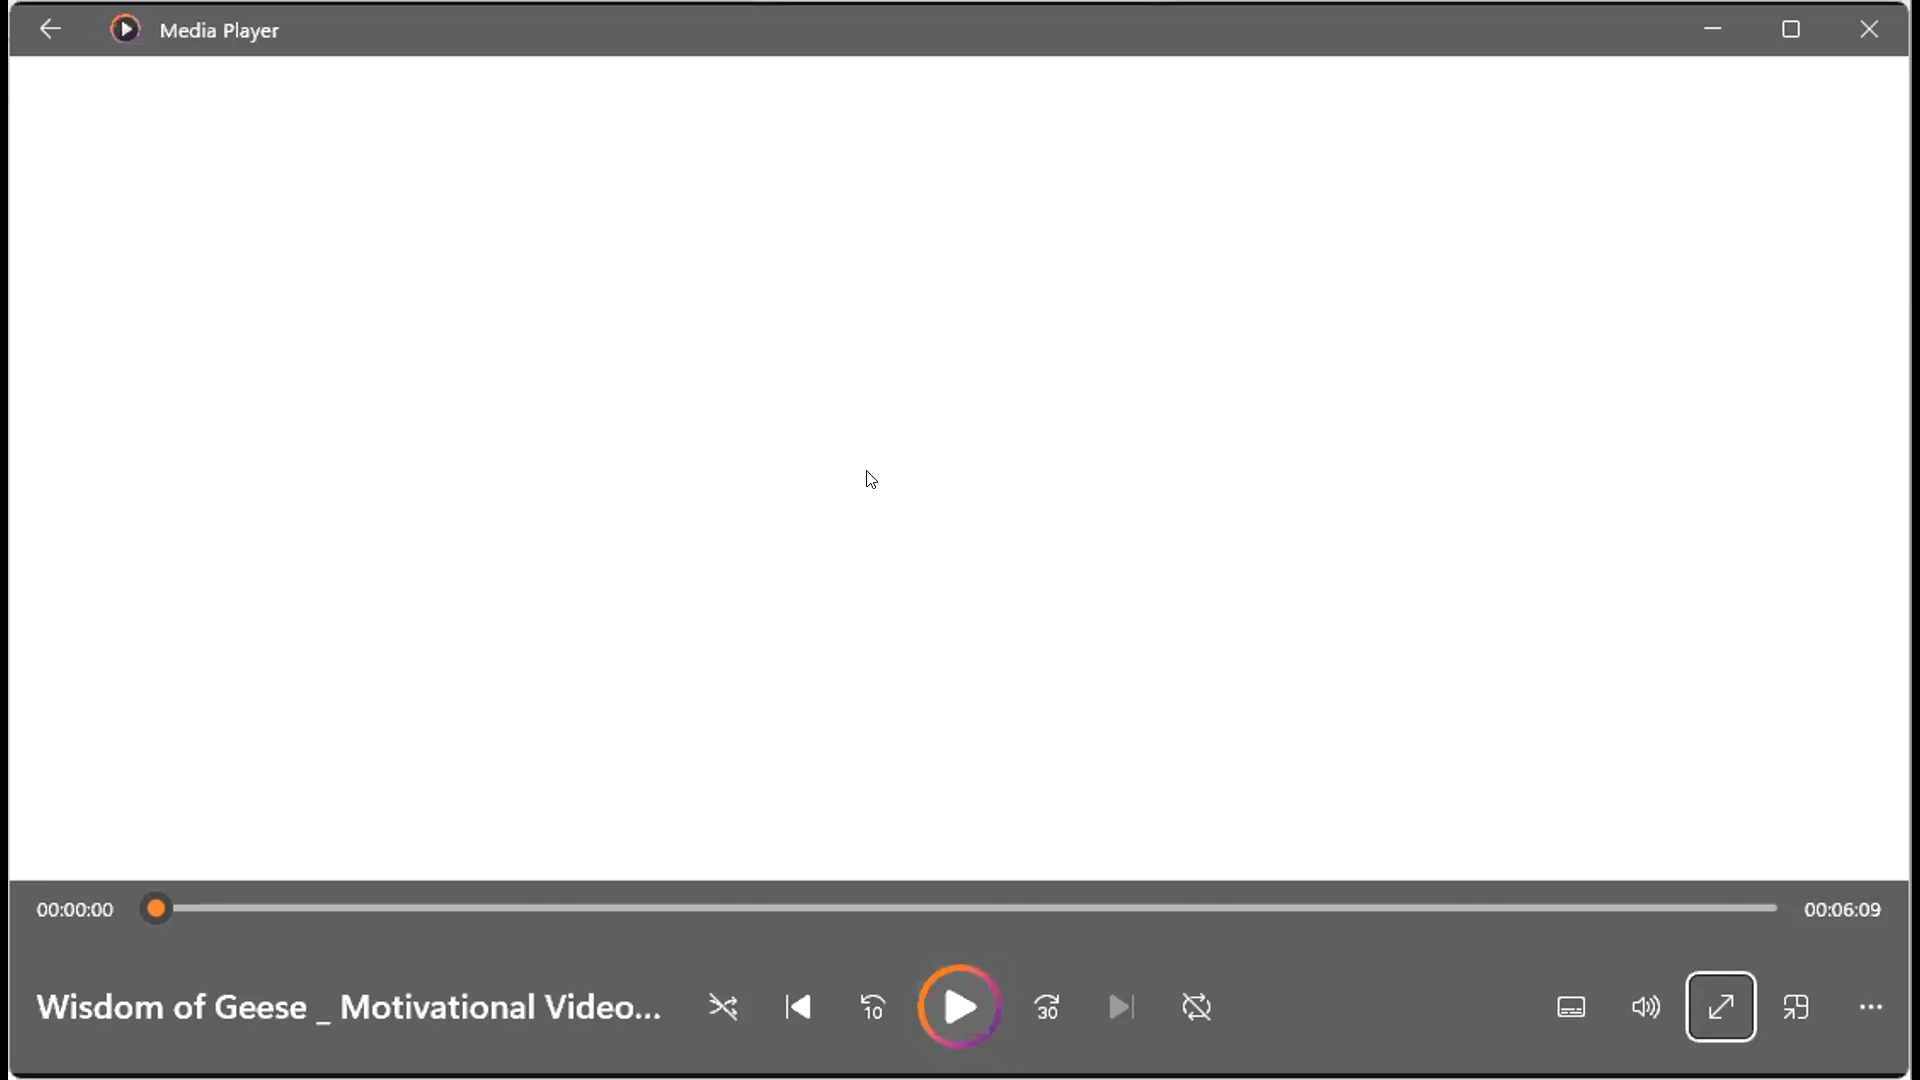 Media Player
00:00:00
00:06:09
Wisdom of Geese _ Motivational Video...
10
30